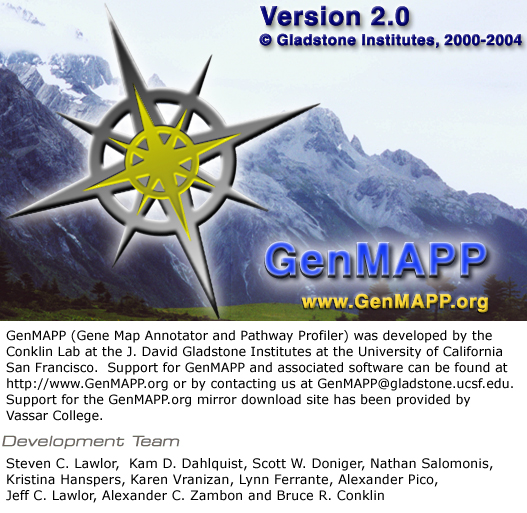 Version 2.0
© Gladstone Institutes, 2000-2004
GenMAPP
www.GenMAPP.org
GenMAPP (Gene Map Annotator and Pathway Profiler) was developed by the
Conklin Lab at the J. David Gladstone Institutes at the University of California
San Francisco.  Support for GenMAPP and associated software can be found at
http://www.GenMAPP.org or by contacting us at GenMAPP@gladstone.ucsf.edu.
Support for the GenMAPP.org mirror download site has been provided by
Vassar College.
Development Team
Steven C. Lawlor,  Kam D. Dahlquist, Scott W. Doniger, Nathan Salomonis,
Kristina Hanspers, Karen Vranizan, Lynn Ferrante, Alexander Pico,
Jeff C. Lawlor, Alexander C. Zambon and Bruce R. Conklin